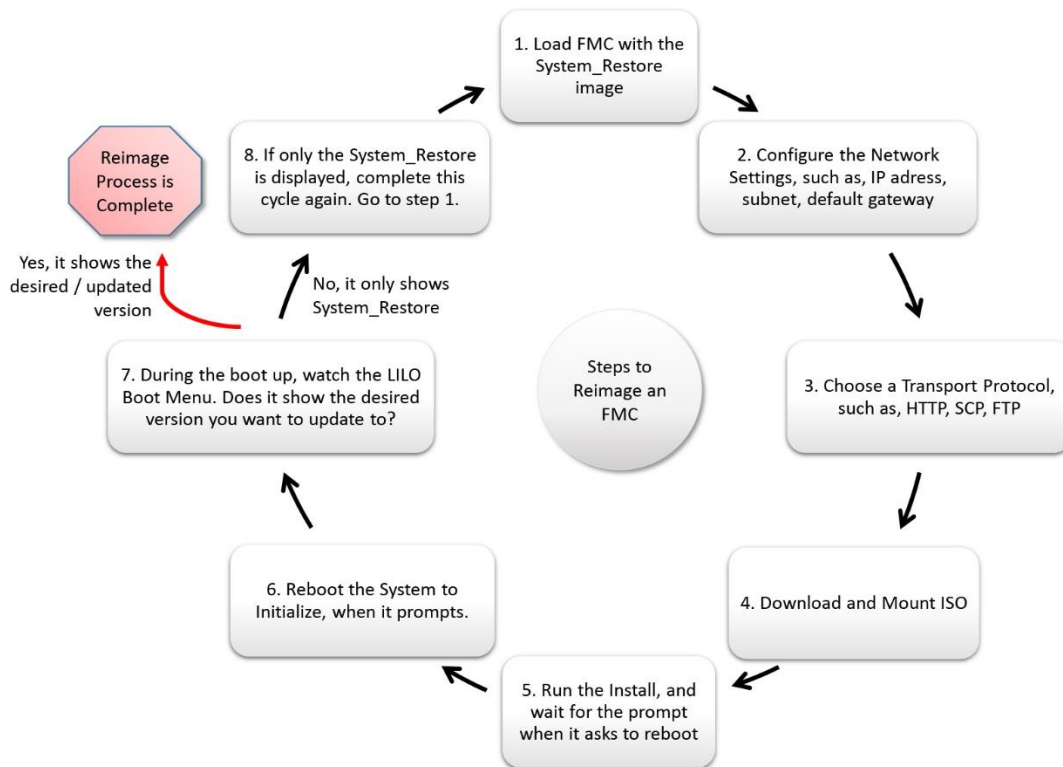 1. Load FMC with the
System_Restore
image
2. Configure the Network
Settings, such as, IP adress,
subnet, default gateway
3. Choose a Transport Protocol,
such as, HTTP, SCP, FTP
4. Download and Mount ISO
5. Run the Install, and
wait for the prompt
when it asks to reboot
6. Reboot the System to
Initialize, when it prompts.
7. During the boot up, watch the LILO
Boot Menu. Does it show the desired
version you want to update to?
Yes, it shows the
desired / updated
version
Reimage
Process is
Complete
No, it only shows
System_Restore
8. If only the System_Restore
is displayed, complete this
cycle again. Go to step 1.
Steps to
Reimage an
FMC